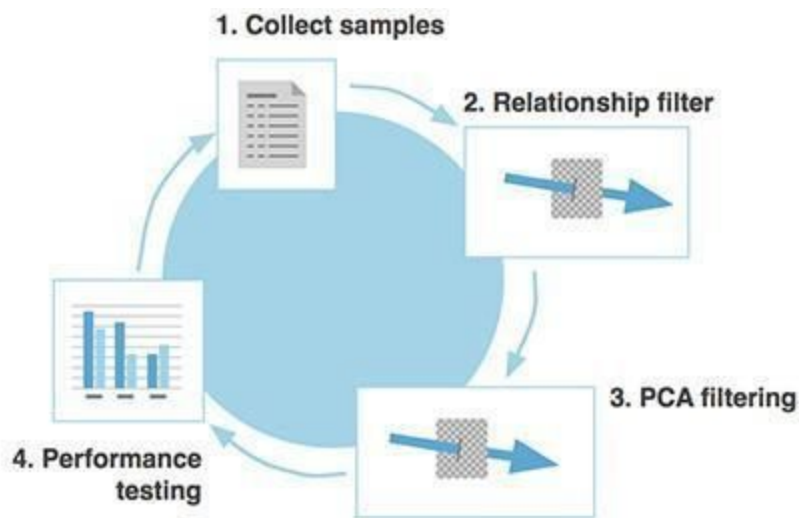 1. Collect samples
2. Relationship filter
3. PCA filtering
4. Performance
testing